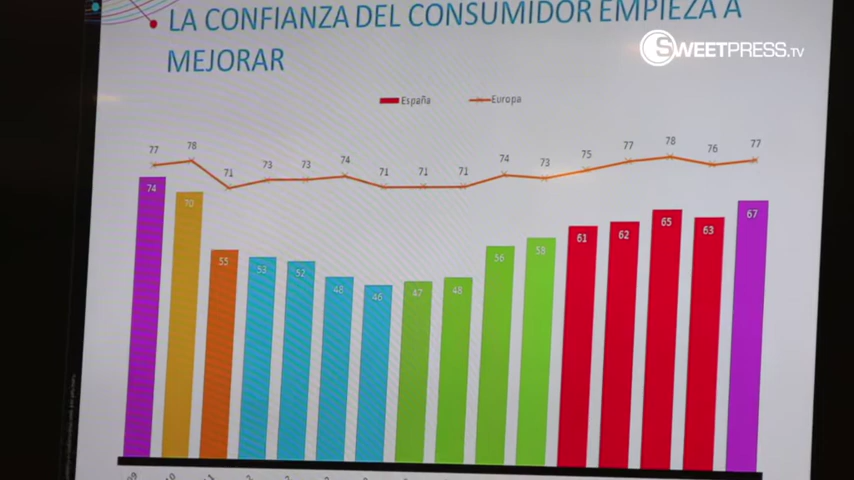 LA CONFIANZA DEL CONSUMIDOR EMPIEZA A
MEJORAR
SWEETPRESS.TV
España
Europa
77 78 71 73 73 74 71 71 71 74 73 75 77 78 76 77
74 70 55 53 52 48 46 47 48 56 58 61 62 65 63 67